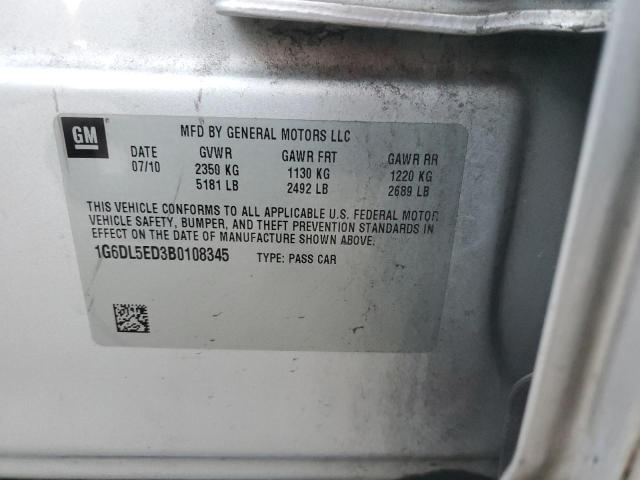 GM
MFD BY GENERAL MOTORS LLC
DATE GVWR GAWR FRT GAWR RR
07/10 2350 KG 1130 KG 1220 KG
5181 LB 2492 LB 2689 LB
THIS VEHICLE CONFORMS TO ALL APPLICABLE U.S. FEDERAL MOTOR
VEHICLE SAFETY, BUMPER, AND THEFT PREVENTION STANDARDS IN
EFFECT ON THE DATE OF MANUFACTURE SHOWN ABOVE.
1G6DL5ED3B0108345 TYPE: PASS CAR